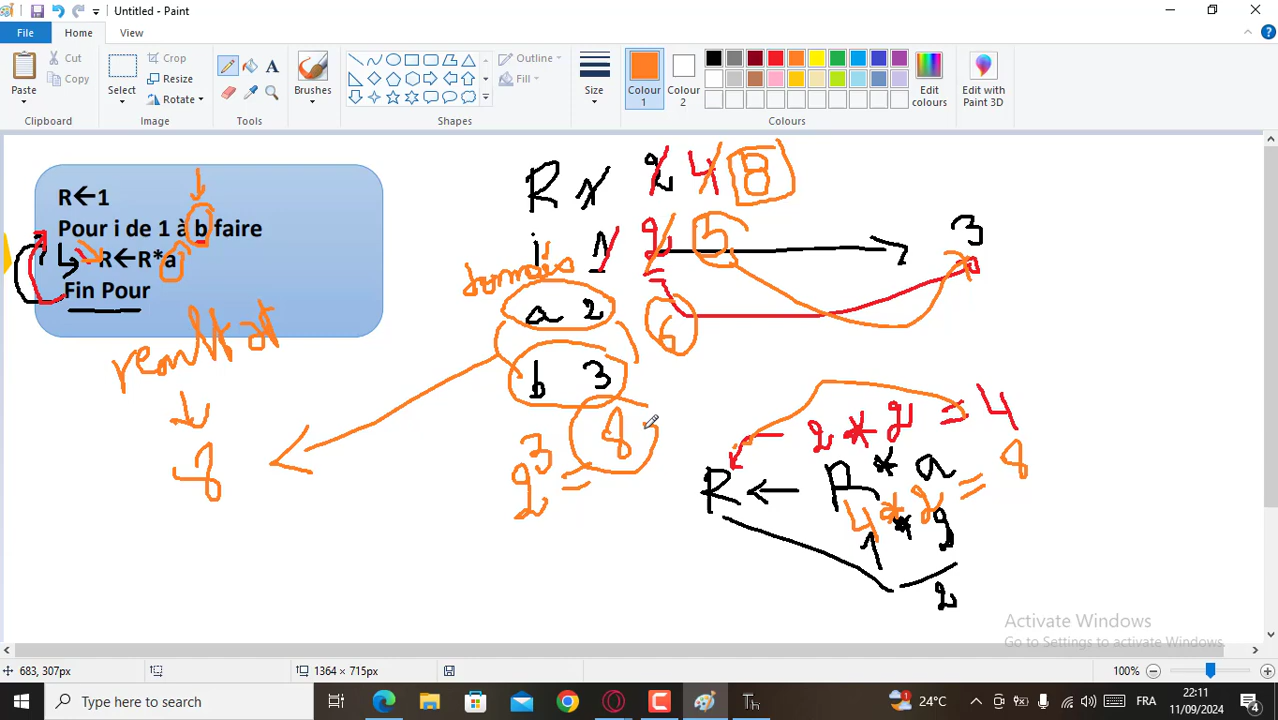 Untitled - Paint
File Home View
Paste Cut Copy Select Crop Resize Rotate Brushes Outline Fill Size Colour 1 Colour 2 Edit colours Edit with Paint 3D
Clipboard Image Tools Shapes Colours
R←1
Pour i de 1 à b faire
R←R*a
Fin Pour
R 1 2 4 8
i 1 2 3
données
a 2
6
b 3
2^3 = 8
resultat
8
2 * 2 = 4
R ← R * a
4 * 2 = 8
* 2
2
Activate Windows
Go to Settings to activate Windows.
683, 307px 1364 × 715px 100%
Type here to search
24°C FRA 22:11
11/09/2024
4